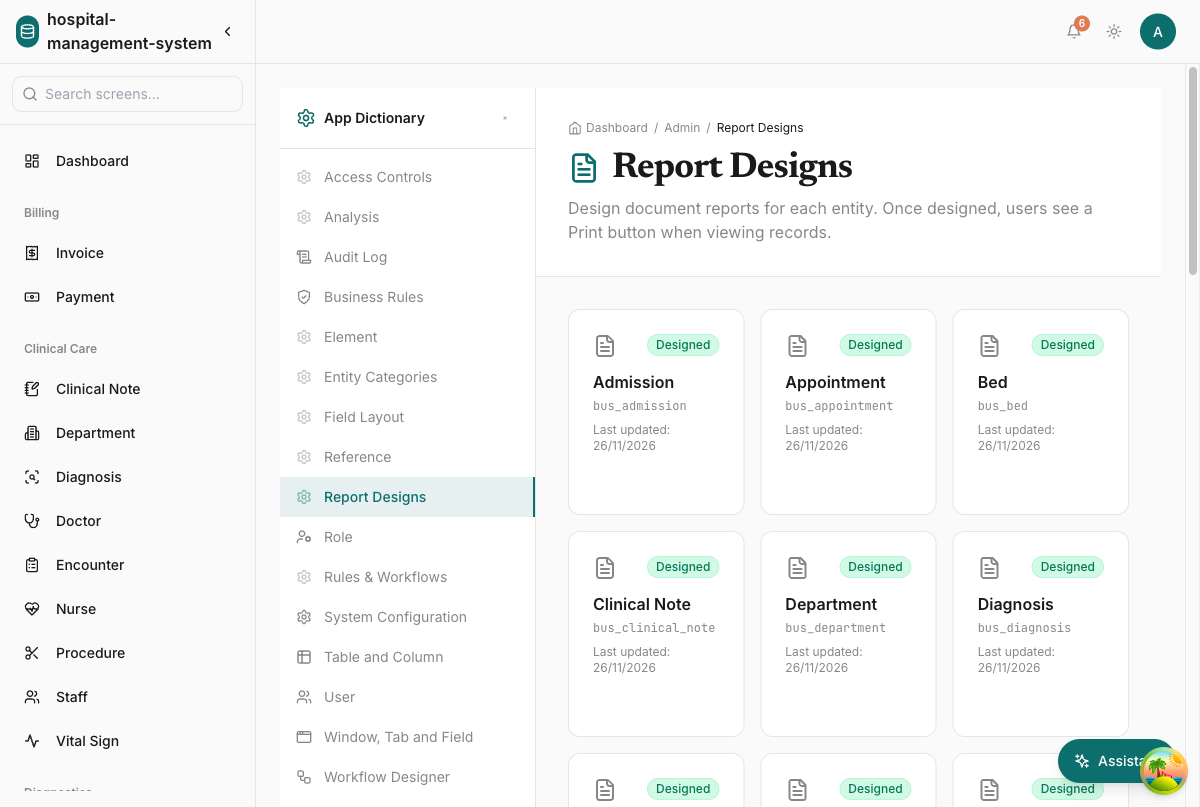 hospital-
management-system
6
A
Search screens...
Dashboard
Billing
Invoice
Payment
Clinical Care
Clinical Note
Department
Diagnosis
Doctor
Encounter
Nurse
Procedure
Staff
Vital Sign
App Dictionary
Access Controls
Analysis
Audit Log
Business Rules
Element
Entity Categories
Field Layout
Reference
Report Designs
Role
Rules & Workflows
System Configuration
Table and Column
User
Window, Tab and Field
Workflow Designer
Dashboard / Admin / Report Designs
Report Designs
Design document reports for each entity. Once designed, users see a
Print button when viewing records.
Designed
Admission
bus_admission
Last updated:
26/11/2026
Designed
Appointment
bus_appointment
Last updated:
26/11/2026
Designed
Bed
bus_bed
Last updated:
26/11/2026
Designed
Clinical Note
bus_clinical_note
Last updated:
26/11/2026
Designed
Department
bus_department
Last updated:
26/11/2026
Designed
Diagnosis
bus_diagnosis
Last updated:
26/11/2026
Designed
Designed
Designed